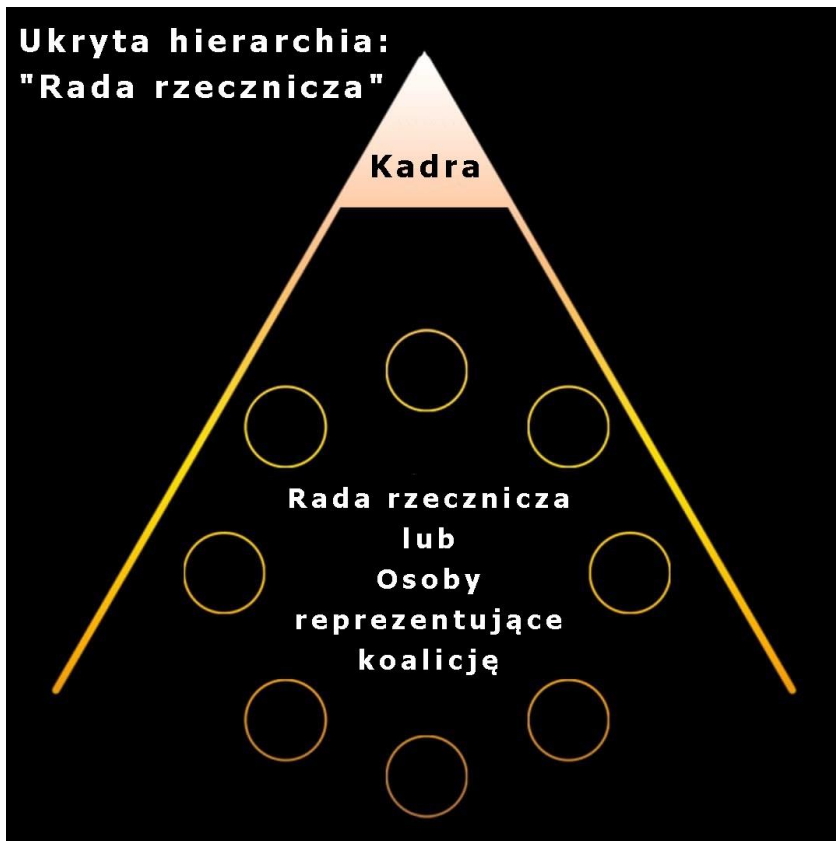 Ukryta hierarchia:
"Rada rzecznicza"
Kadra
Rada rzecznicza
lub
Osoby
reprezentujące
koalicję